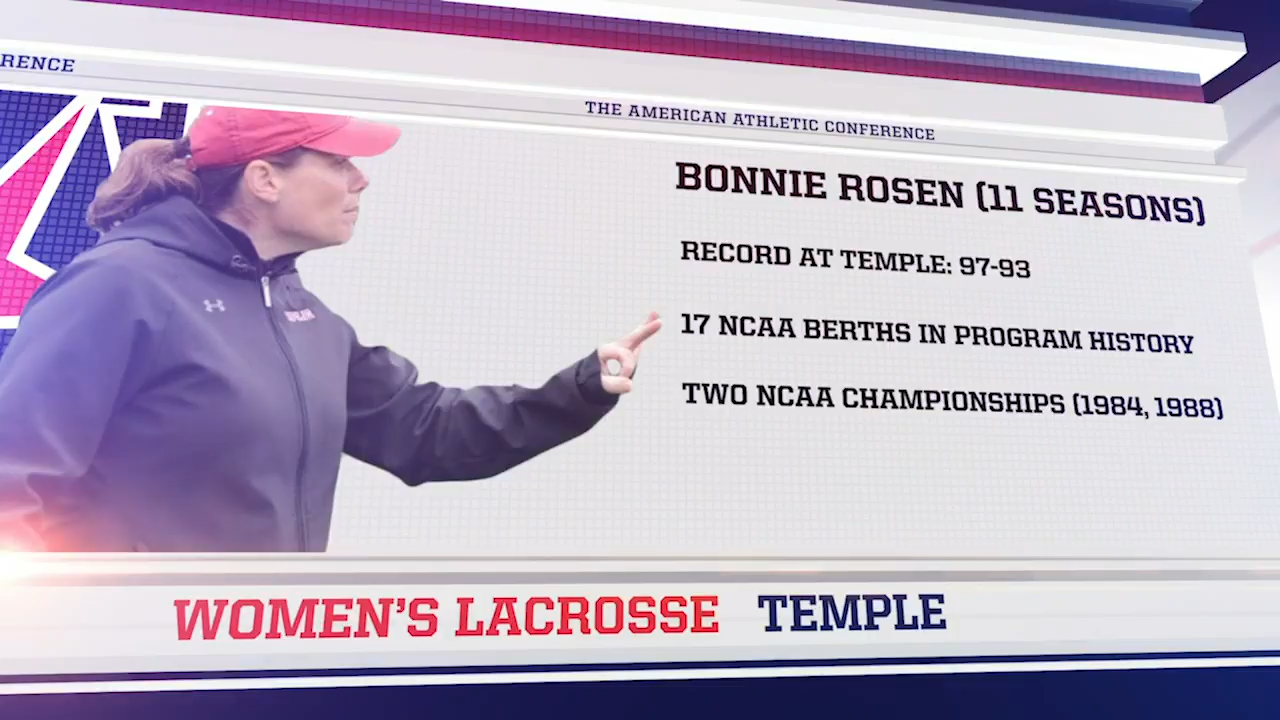 RENCE
THE AMERICAN ATHLETIC CONFERENCE
BONNIE ROSEN (11 SEASONS)
RECORD AT TEMPLE: 97-93
17 NCAA BERTHS IN PROGRAM HISTORY
TWO NCAA CHAMPIONSHIPS (1984, 1988)
WOMEN'S LACROSSE TEMPLE